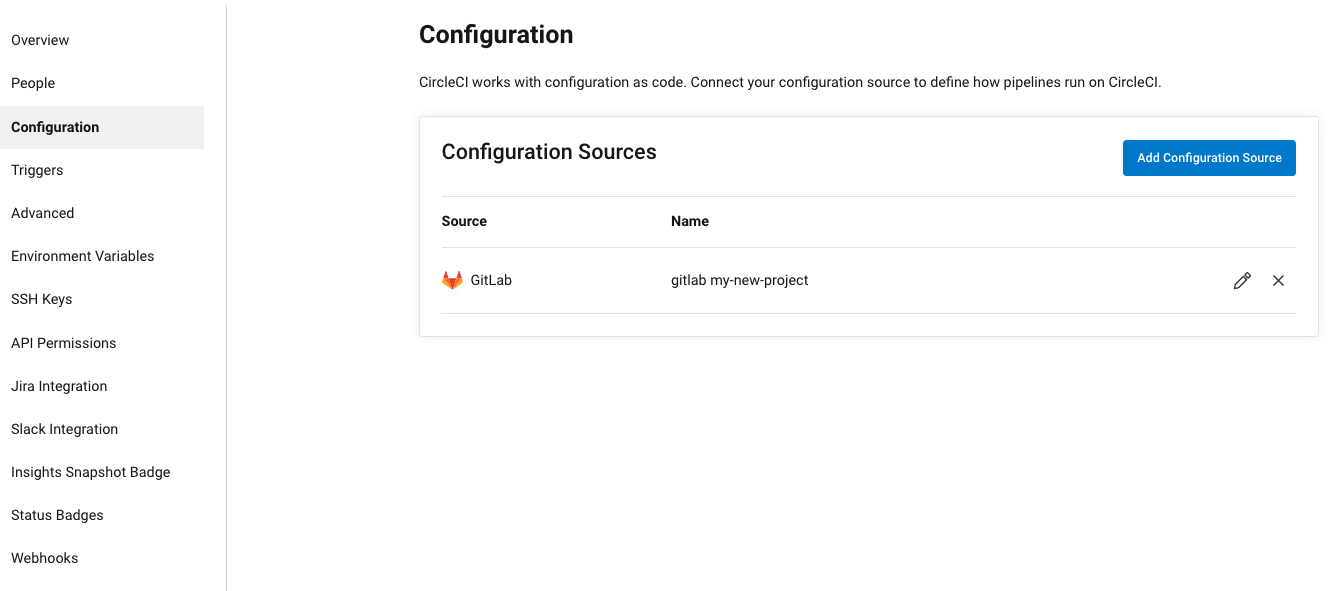 Overview
People
Configuration
Triggers
Advanced
Environment Variables
SSH Keys
API Permissions
Jira Integration
Slack Integration
Insights Snapshot Badge
Status Badges
Webhooks
Configuration
CircleCI works with configuration as code. Connect your configuration source to define how pipelines run on CircleCI.
Configuration Sources
Add Configuration Source
Source Name
GitLab gitlab my-new-project